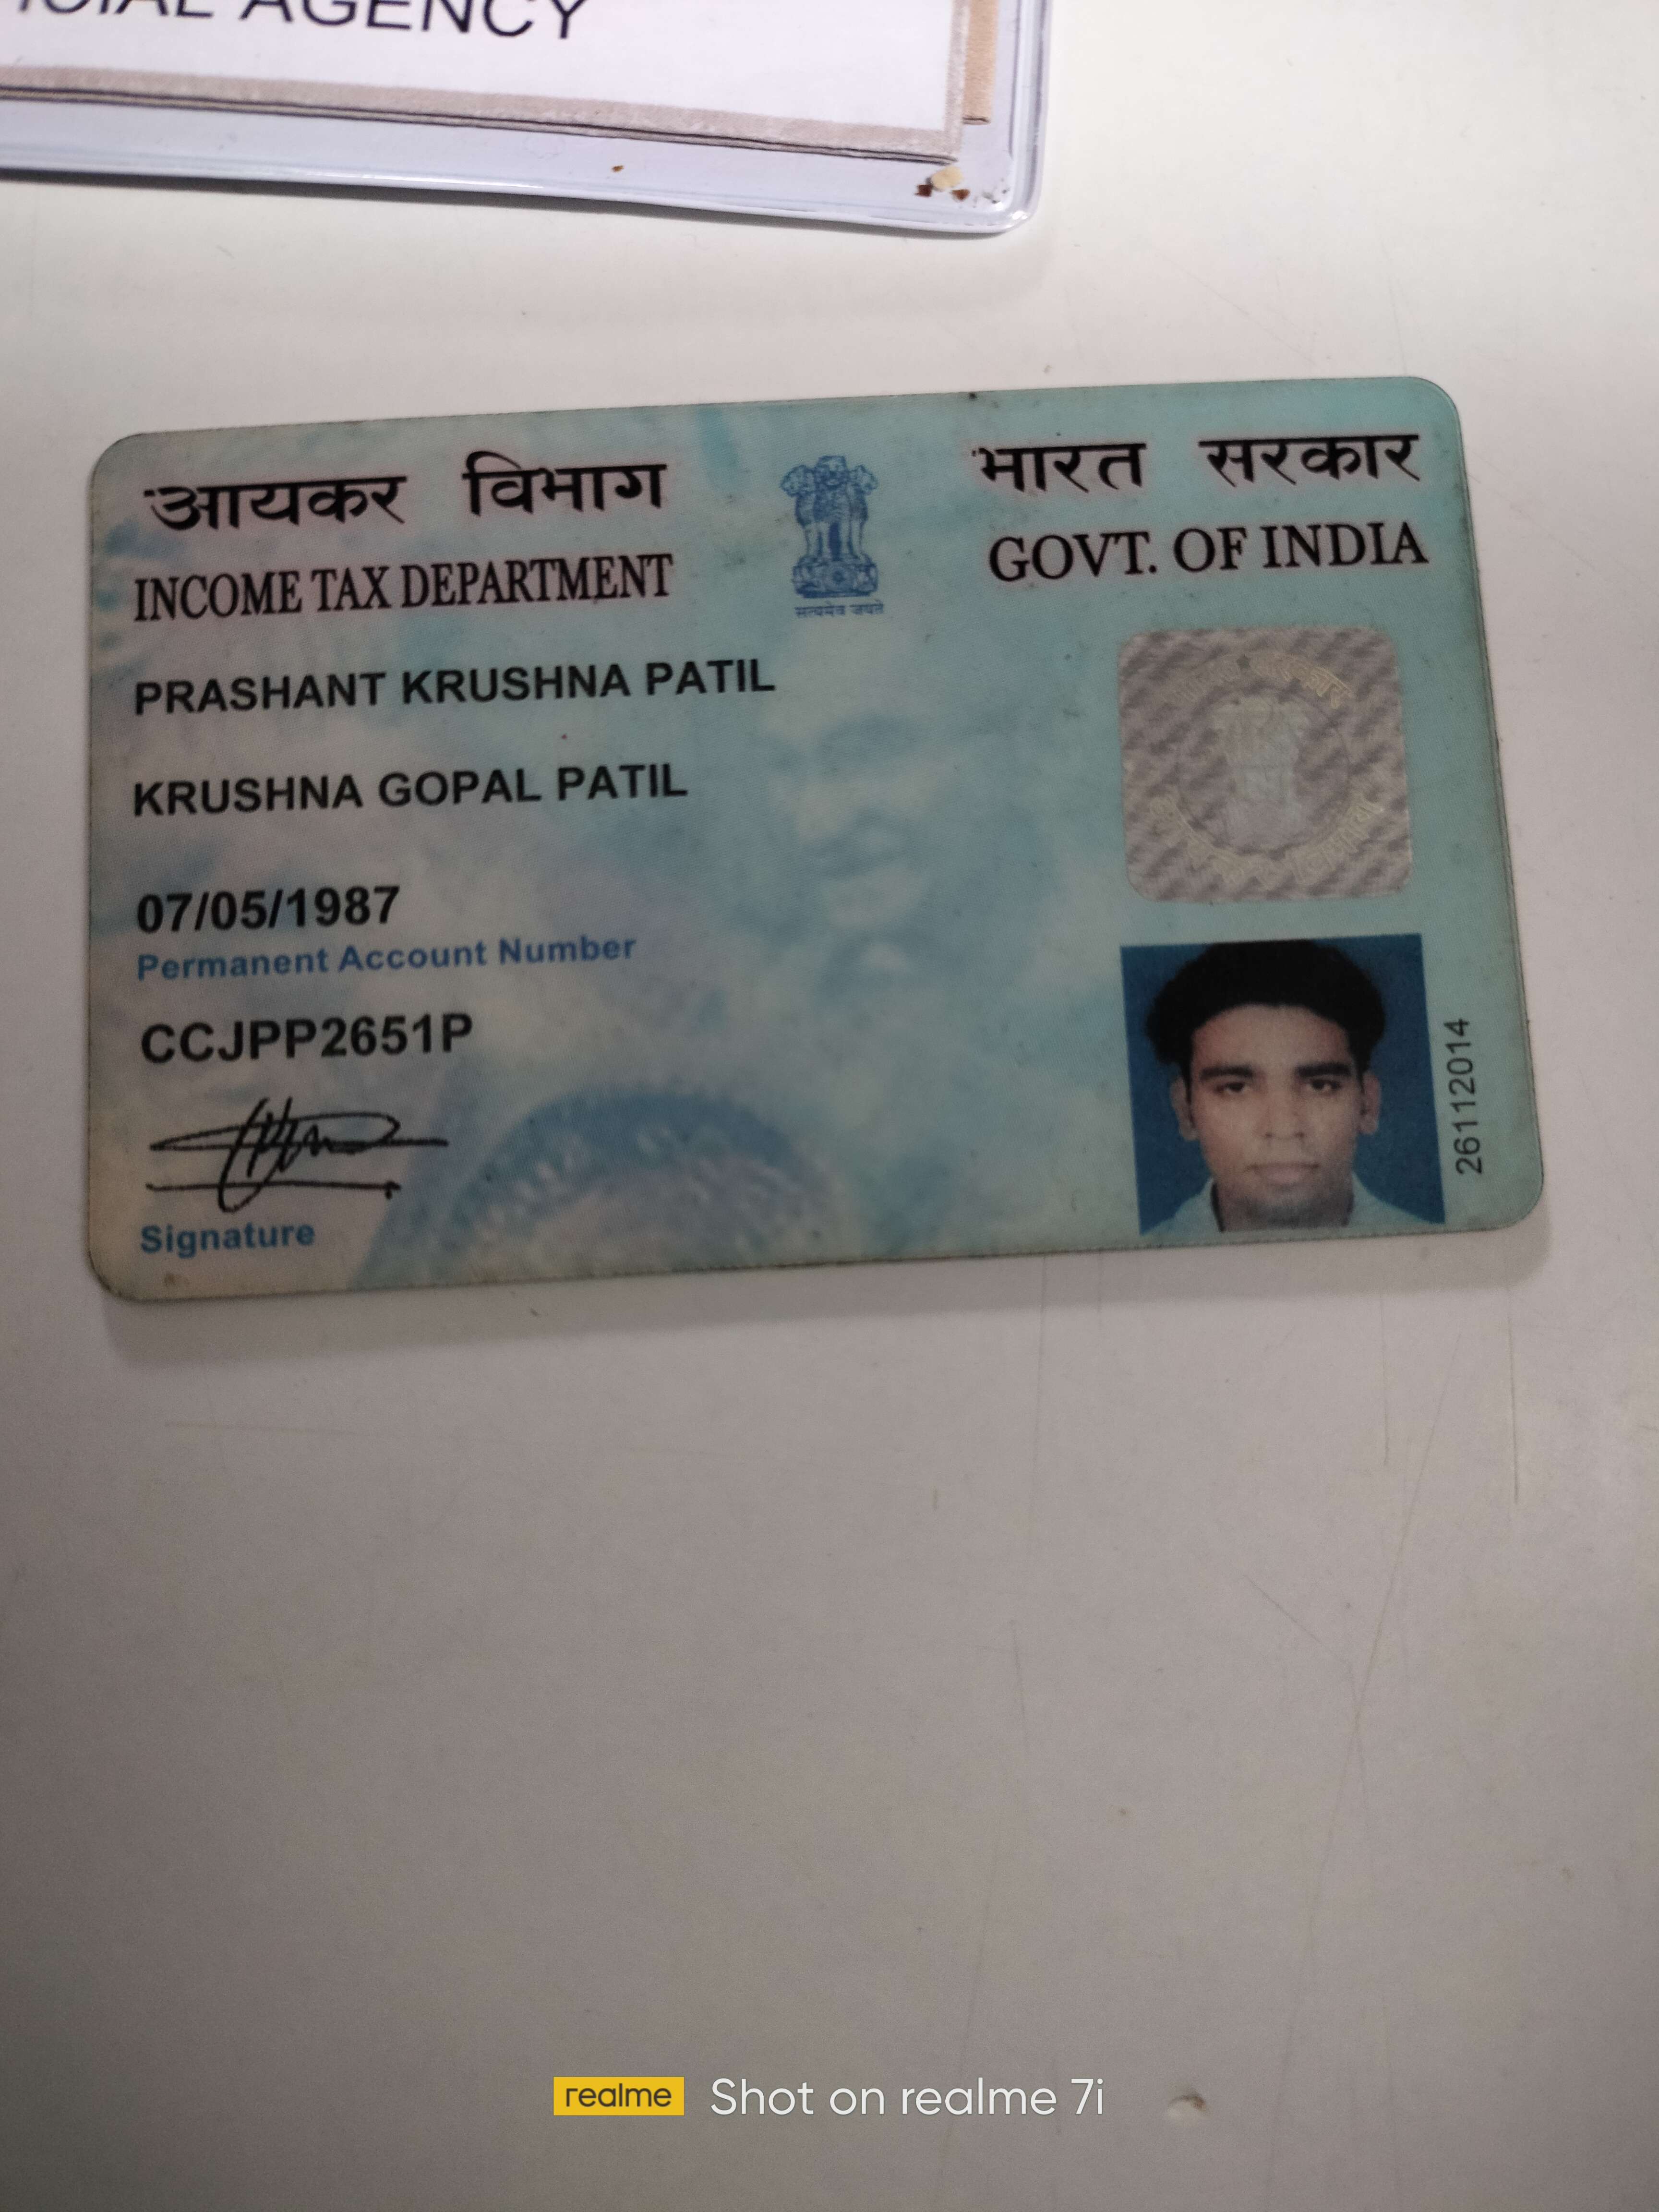 CIAL AGENCY
आयकर विभाग
INCOME TAX DEPARTMENT
सत्यमेव जयते
भारत सरकार
GOVT. OF INDIA
PRASHANT KRUSHNA PATIL
KRUSHNA GOPAL PATIL
07/05/1987
Permanent Account Number
CCJPP2651P
Signature
26112014
realme Shot on realme 7i